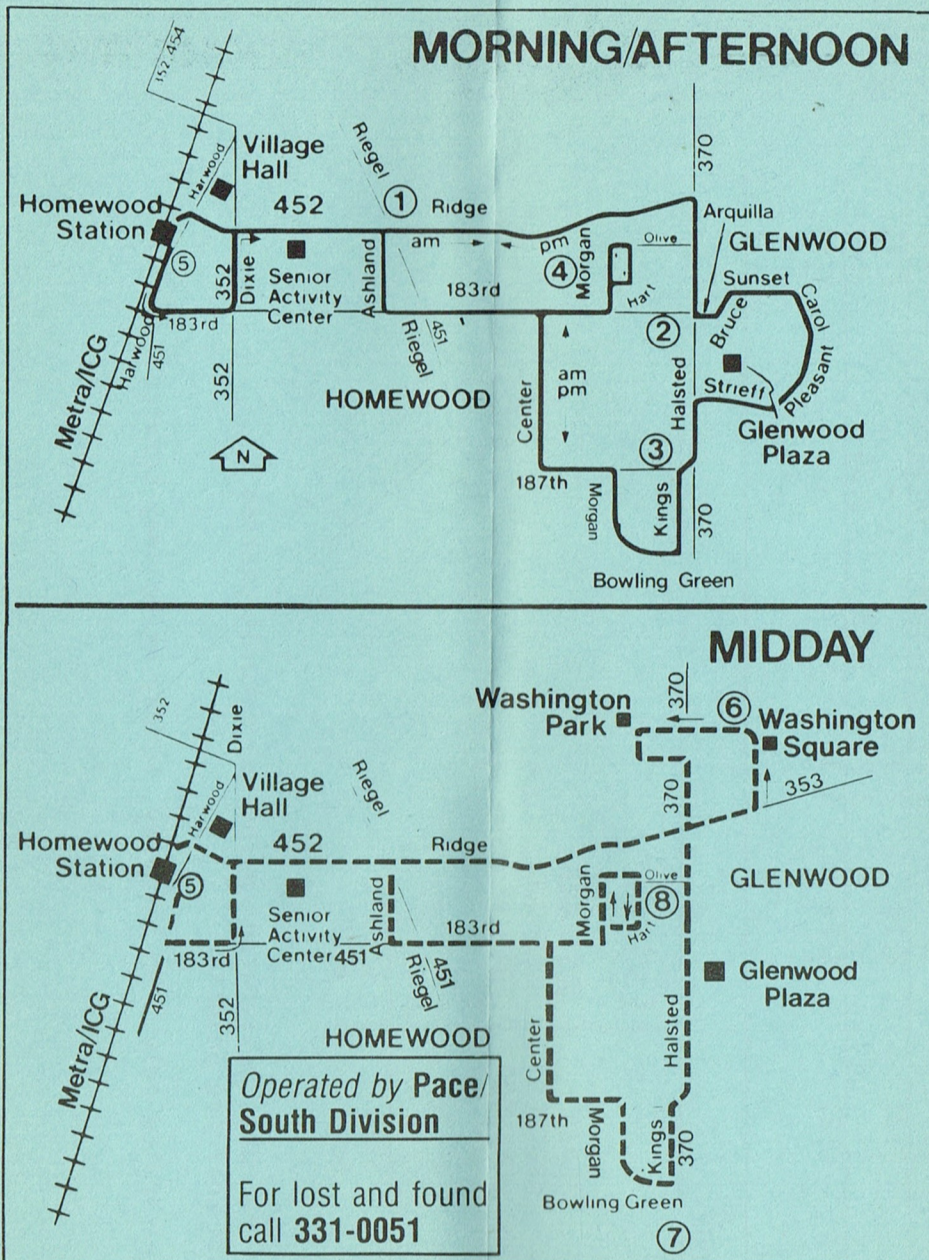 MORNING/AFTERNOON
352,454
370
Harwood
Village
Hall
Riegel
Homewood
Station
452
①
Ridge
Arquilla
GLENWOOD
am
pm
Olive
Morgan
④
⑤
352
Dixie
Senior
Activity
Center
Ashland
183rd
Hart
Sunset
Bruce
Carol
Pleasant
②
183rd
Harwood
451
451
Riegel
352
Metra/ICG
HOMEWOOD
Center
am
pm
Halsted
Strieff
Glenwood
Plaza
N
③
187th
Morgan
Kings
370
Bowling Green
MIDDAY
Washington
Park
370
⑥
Washington
Square
352
Dixie
Harwood
Village
Hall
Riegel
370
353
Homewood
Station
452
Ridge
⑤
Senior
Activity
Center
451
Ashland
183rd
Morgan
Olive
⑧
Hart
GLENWOOD
183rd
451
352
451
Riegel
Glenwood
Plaza
Metra/ICG
HOMEWOOD
Center
Halsted
Operated by Pace/
South Division
For lost and found
call 331-0051
187th
Morgan
Kings
370
Bowling Green
⑦